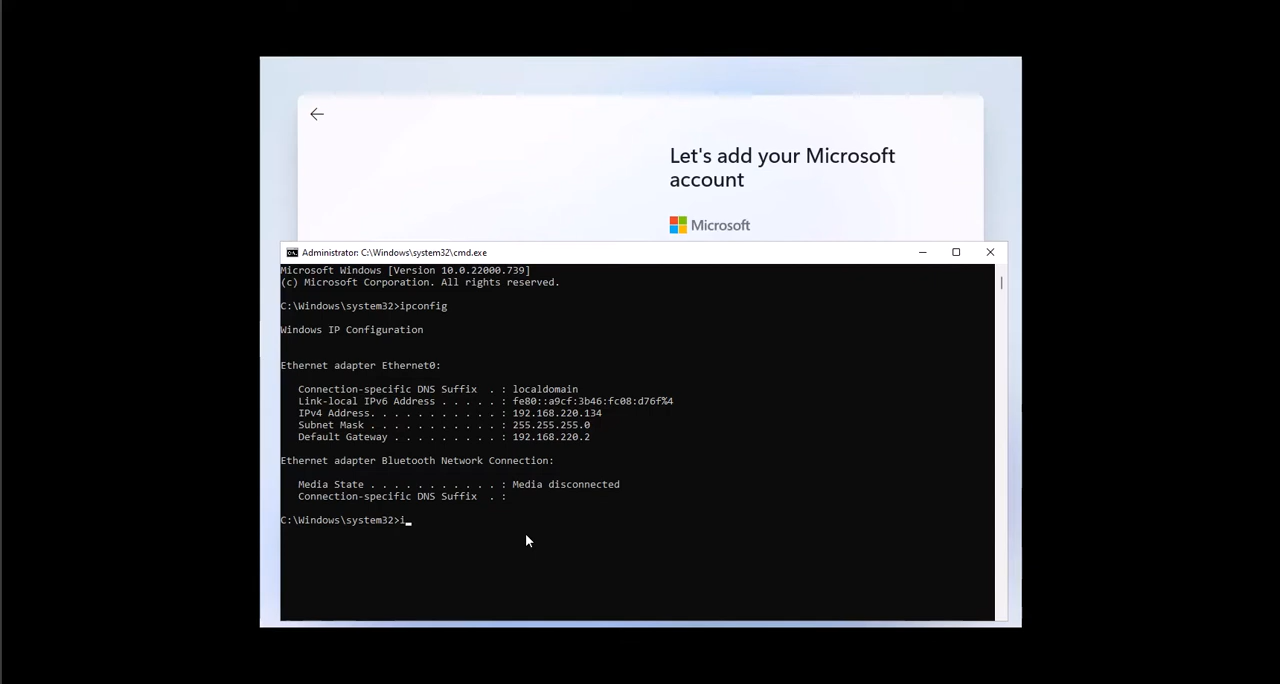 Let's add your Microsoft
account
Microsoft
Administrator: C:\Windows\system32\cmd.exe
Microsoft Windows [Version 10.0.22000.739]
(c) Microsoft Corporation. All rights reserved.
C:\Windows\system32>ipconfig
Windows IP Configuration
Ethernet adapter Ethernet0:
Connection-specific DNS Suffix . : localdomain
Link-local IPv6 Address . . . . . : fe80::a9cf:3b46:fc08:d76f%4
IPv4 Address. . . . . . . . . . . : 192.168.220.134
Subnet Mask . . . . . . . . . . . : 255.255.255.0
Default Gateway . . . . . . . . . : 192.168.220.2
Ethernet adapter Bluetooth Network Connection:
Media State . . . . . . . . . . . : Media disconnected
Connection-specific DNS Suffix . :
C:\Windows\system32>i_